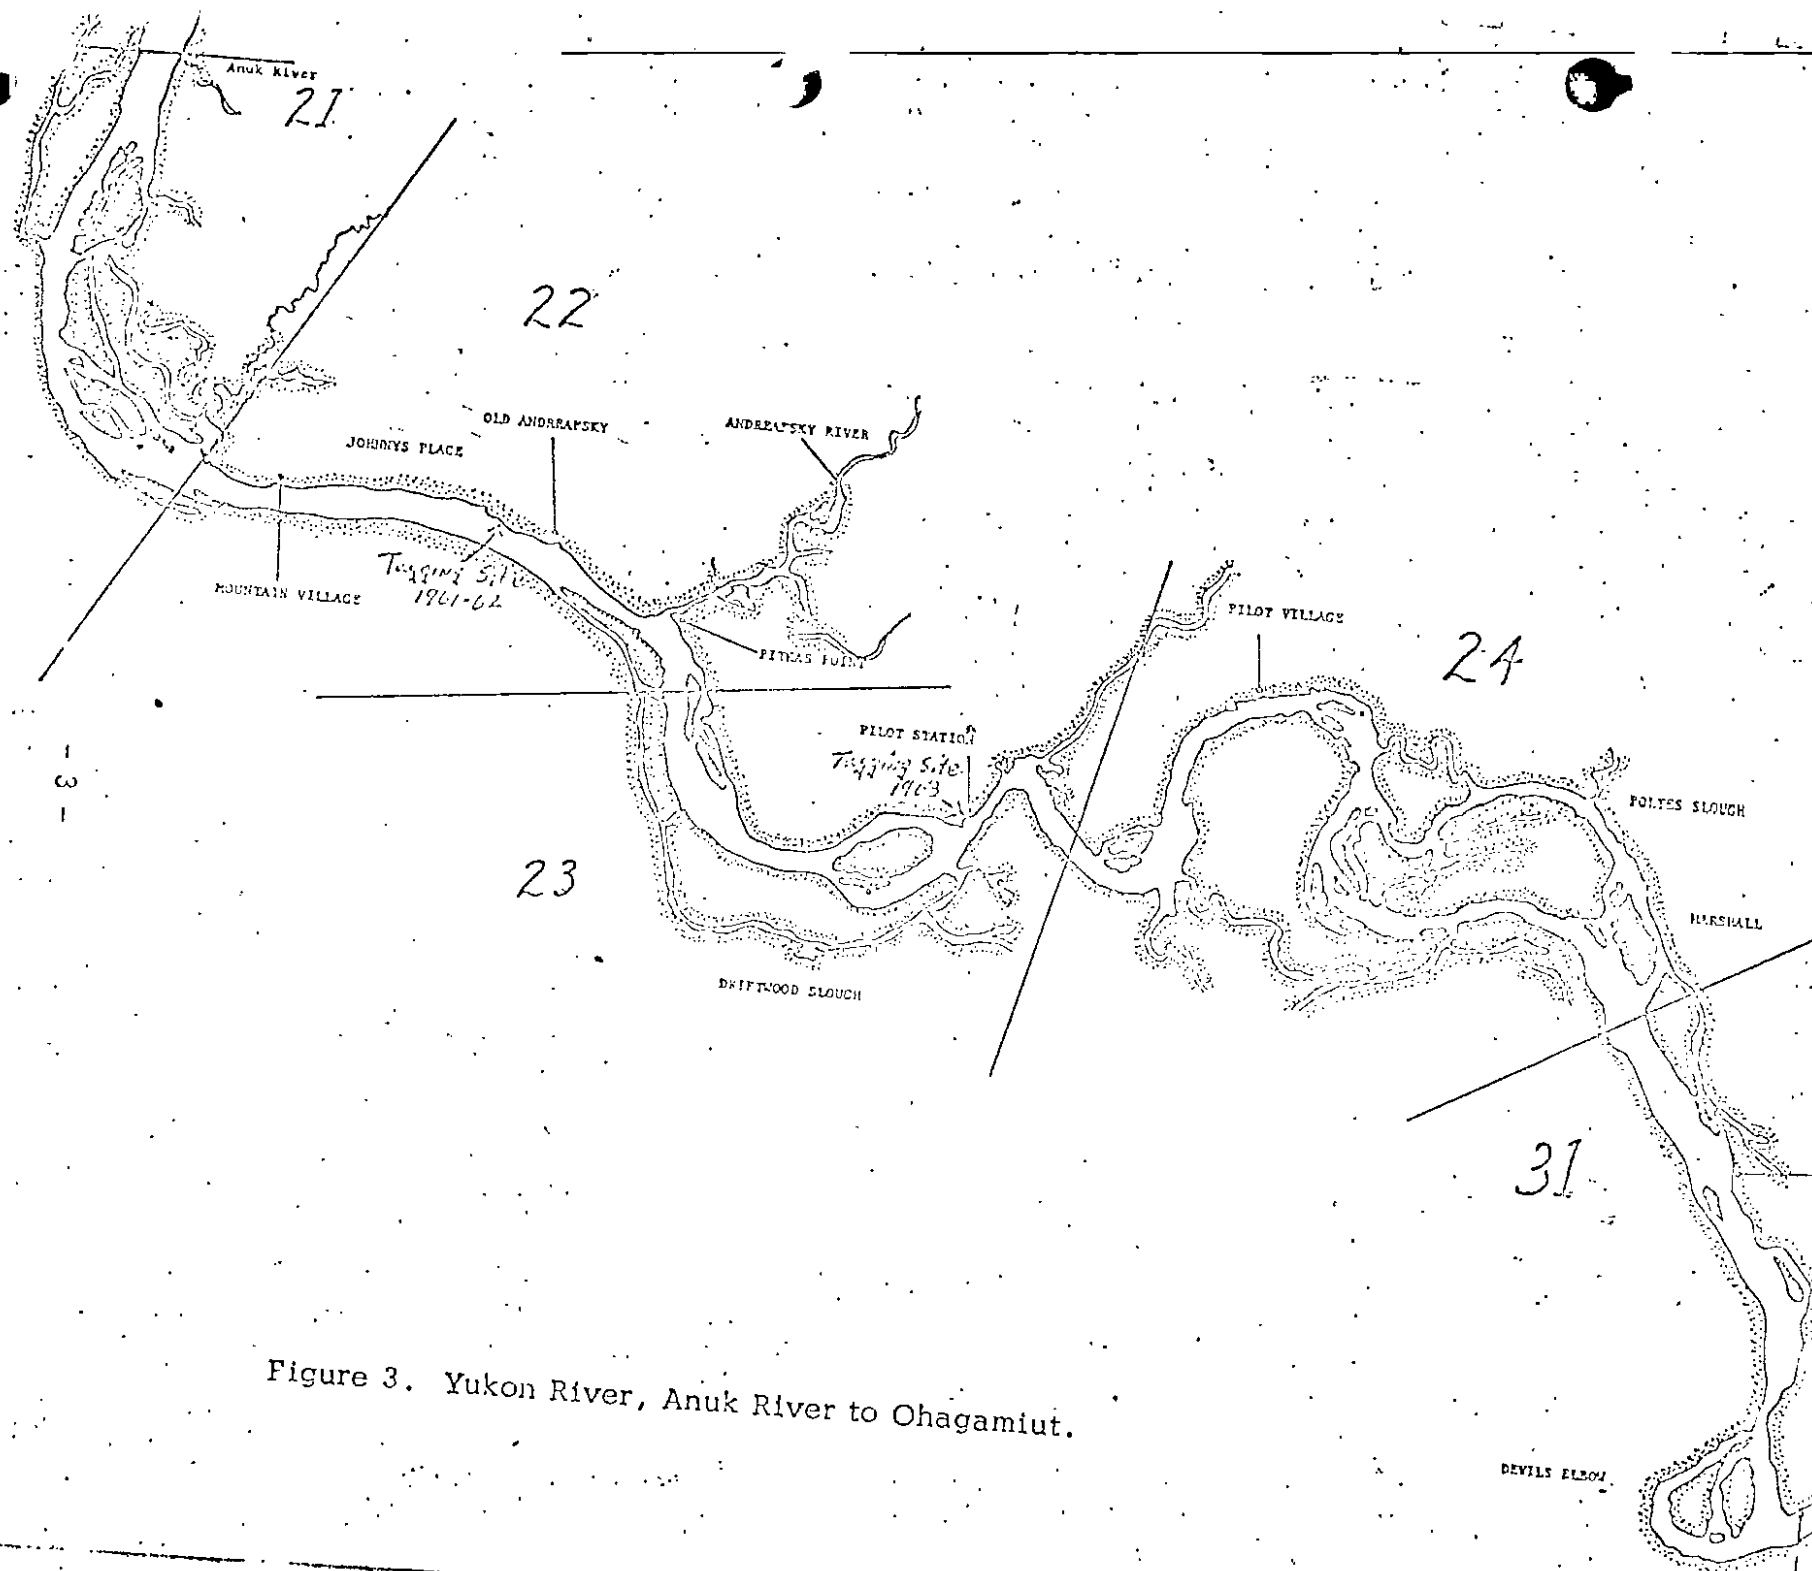 Anuk River
21
22
OLD ANDREAFSKY
ANDREAFSKY RIVER
JOHNNYS PLACE
Tagging Site
1961-62
MOUNTAIN VILLAGE
PILOT VILLAGE
24
PITKAS POINT
PILOT STATION
Tagging Site
1963
- 3 -
POLTES SLOUGH
23
MARSHALL
DRIFTWOOD SLOUGH
31
Figure 3. Yukon River, Anuk River to Ohagamiut.
DEVILS ELBOW